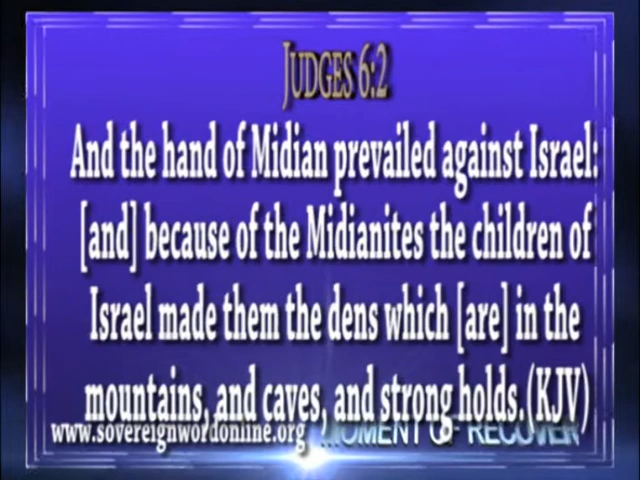 JUDGES 6:2
And the hand of Midian prevailed against Israel:
[and] because of the Midianites the children of
Israel made them the dens which [are] in the
mountains, and caves, and strong holds.(KJV)
www.sovereignwordonline.org MOMENT OF